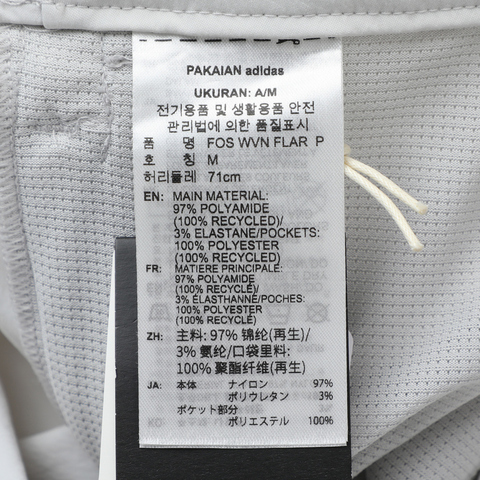 PAKAIAN adidas
UKURAN: A/M
전기용품 및 생활용품 안전
관리법에 의한 품질표시
품 명 FOS WVN FLAR P
호 칭 M
허리둘레 71cm
EN: MAIN MATERIAL:
97% POLYAMIDE
(100% RECYCLED)/
3% ELASTANE/POCKETS:
100% POLYESTER
(100% RECYCLED)
FR: MATIERE PRINCIPALE:
97% POLYAMIDE
(100% RECYCLÉ)/
3% ÉLASTHANNE/POCHES:
100% POLYESTER
(100% RECYCLÉ)
ZH: 主料: 97% 锦纶(再生)/
3% 氨纶/口袋里料:
100% 聚酯纤维(再生)
JA: 本体 ナイロン 97%
ポリウレタン 3%
ポケット部分
ポリエステル 100%